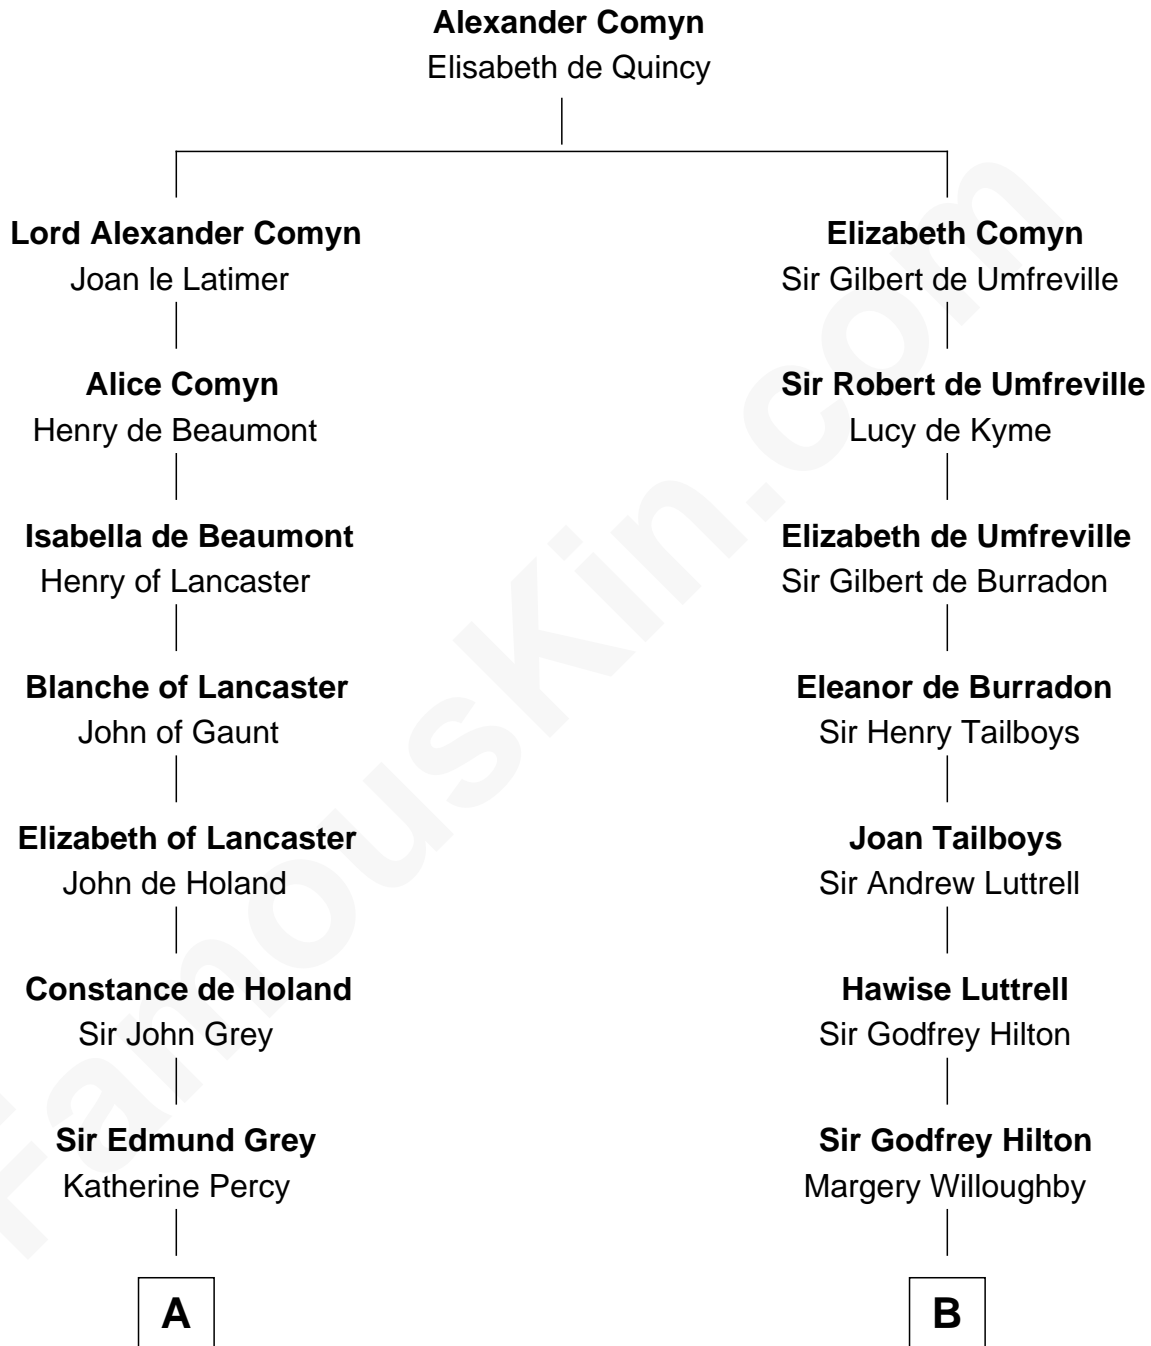 Alexander Comyn
Elisabeth de Quincy
Lord Alexander Comyn
Joan le Latimer
Elizabeth Comyn
Sir Gilbert de Umfreville
Alice Comyn
Henry de Beaumont
Sir Robert de Umfreville
Lucy de Kyme
Isabella de Beaumont
Henry of Lancaster
Elizabeth de Umfreville
Sir Gilbert de Burradon
Blanche of Lancaster
John of Gaunt
Eleanor de Burradon
Sir Henry Tailboys
Elizabeth of Lancaster
John de Holand
Joan Tailboys
Sir Andrew Luttrell
Constance de Holand
Sir John Grey
Hawise Luttrell
Sir Godfrey Hilton
Sir Edmund Grey
Katherine Percy
Sir Godfrey Hilton
Margery Willoughby
A
B
FamousKin.com